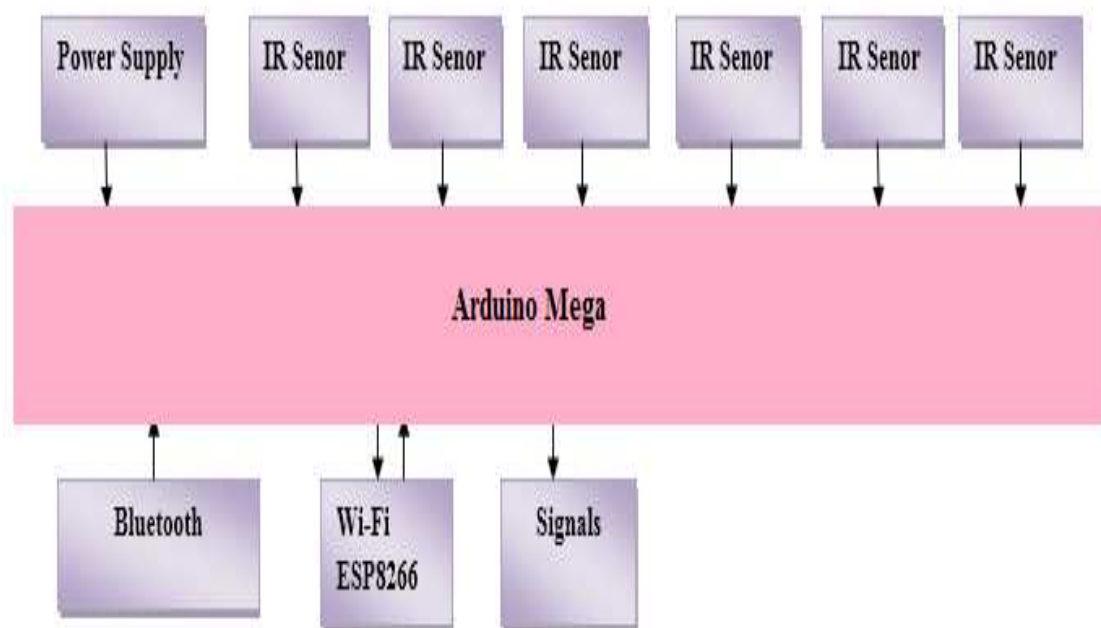 Power Supply
IR Senor
IR Senor
IR Senor
IR Senor
IR Senor
IR Senor
Arduino Mega
Bluetooth
Wi-Fi
ESP8266
Signals